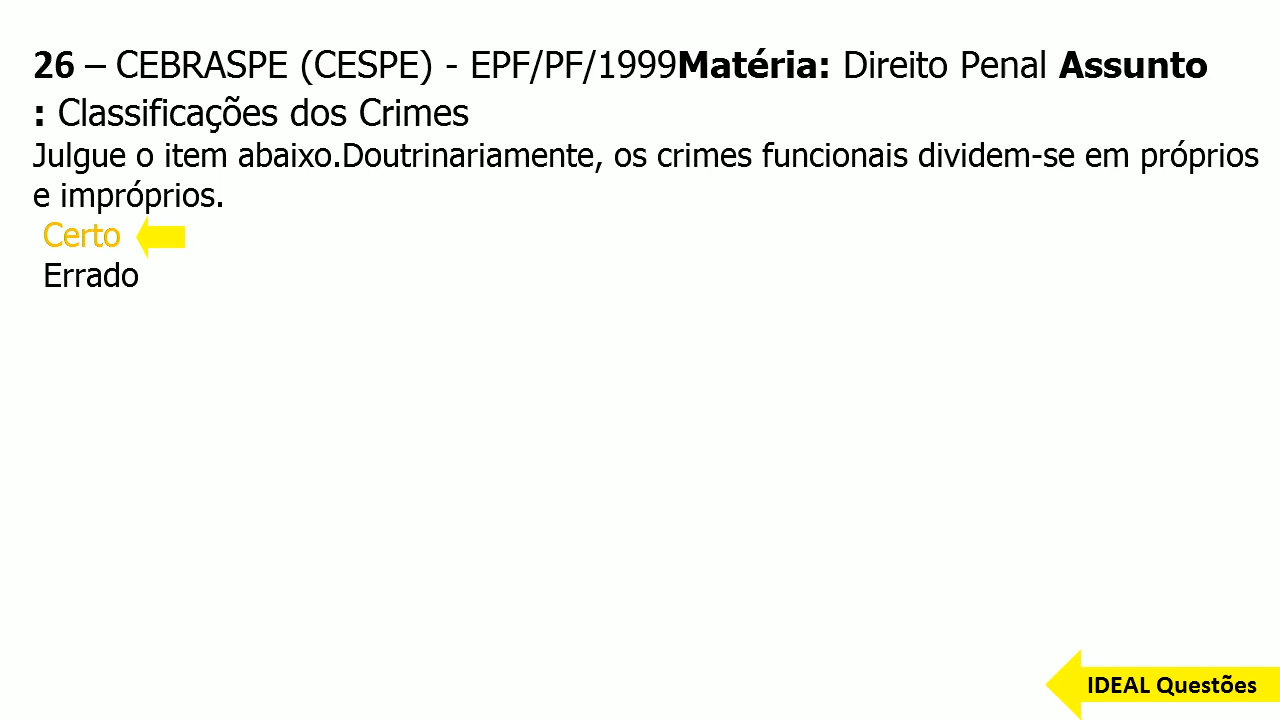 26 – CEBRASPE (CESPE) - EPF/PF/1999Matéria: Direito Penal Assunto
: Classificações dos Crimes
Julgue o item abaixo.Doutrinariamente, os crimes funcionais dividem-se em próprios
e impróprios.
Certo
Errado
IDEAL Questões